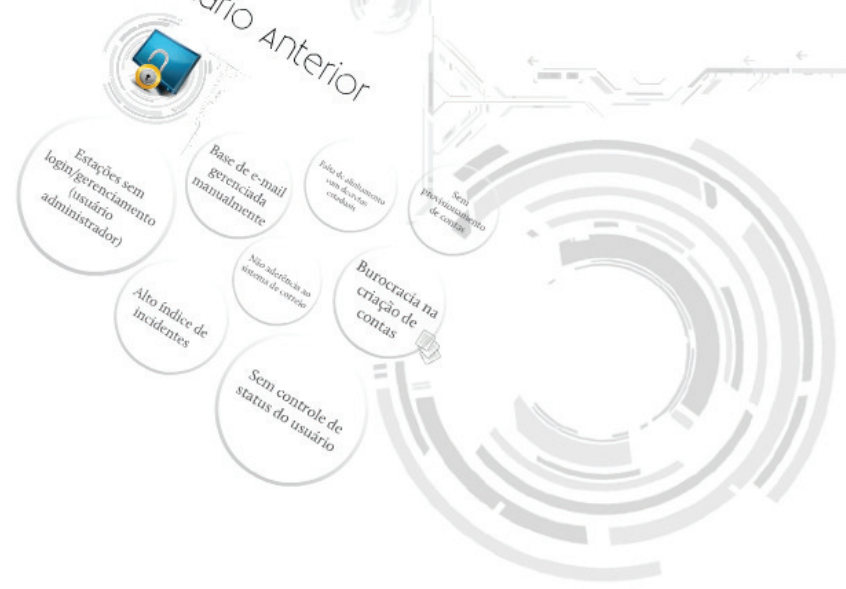 ário Anterior
Estações sem
login/gerenciamento
(usuário
administrador)
Base de e-mail
gerenciada
manualmente
Falta de alinhamento
com decretos
estaduais
Sem
provisionamento
de contas
Não aderência ao
sistema de correio
Burocracia na
criação de
contas
Alto índice de
incidentes
Sem controle de
status do usuário